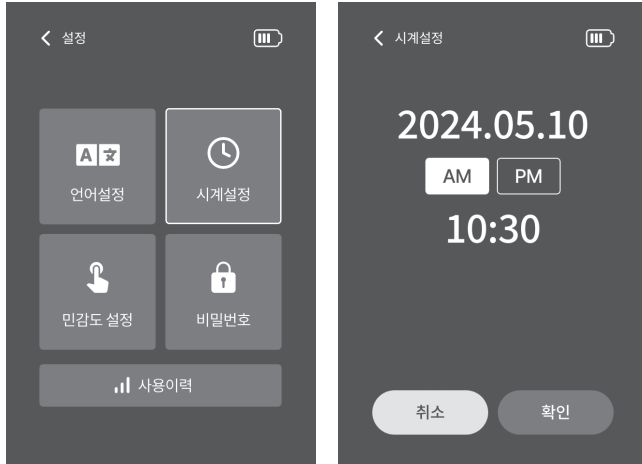 설정
A 文
언어설정
시계설정
민감도 설정
비밀번호
사용이력
시계설정
2024.05.10
AM PM
10:30
취소 확인